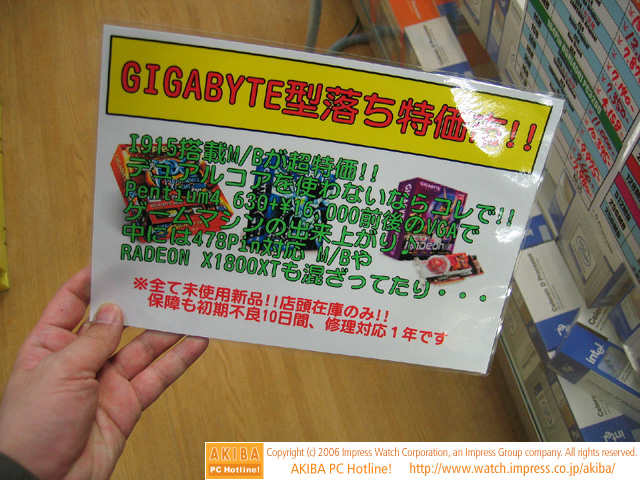 GIGABYTE型落ち特価品!!
I915搭載M/Bが超特価!!
デュアルコアを使わないならコレで!!
Pentium4 630+¥10,000前後のVGAで
ゲームマシンの出来上がり♪
中には478Pin対応 M/Bや
RADEON X1800XTも混ざってたり・・・
※全て未使用新品!!店頭在庫のみ!!
保障も初期不良10日間、修理対応１年です
GIGABYTE
intel
intel
AKIBA
PC Hotline!
Copyright (c) 2006 Impress Watch Corporation, an Impress Group company. All rights reserved.
AKIBA PC Hotline! http://www.watch.impress.co.jp/akiba/